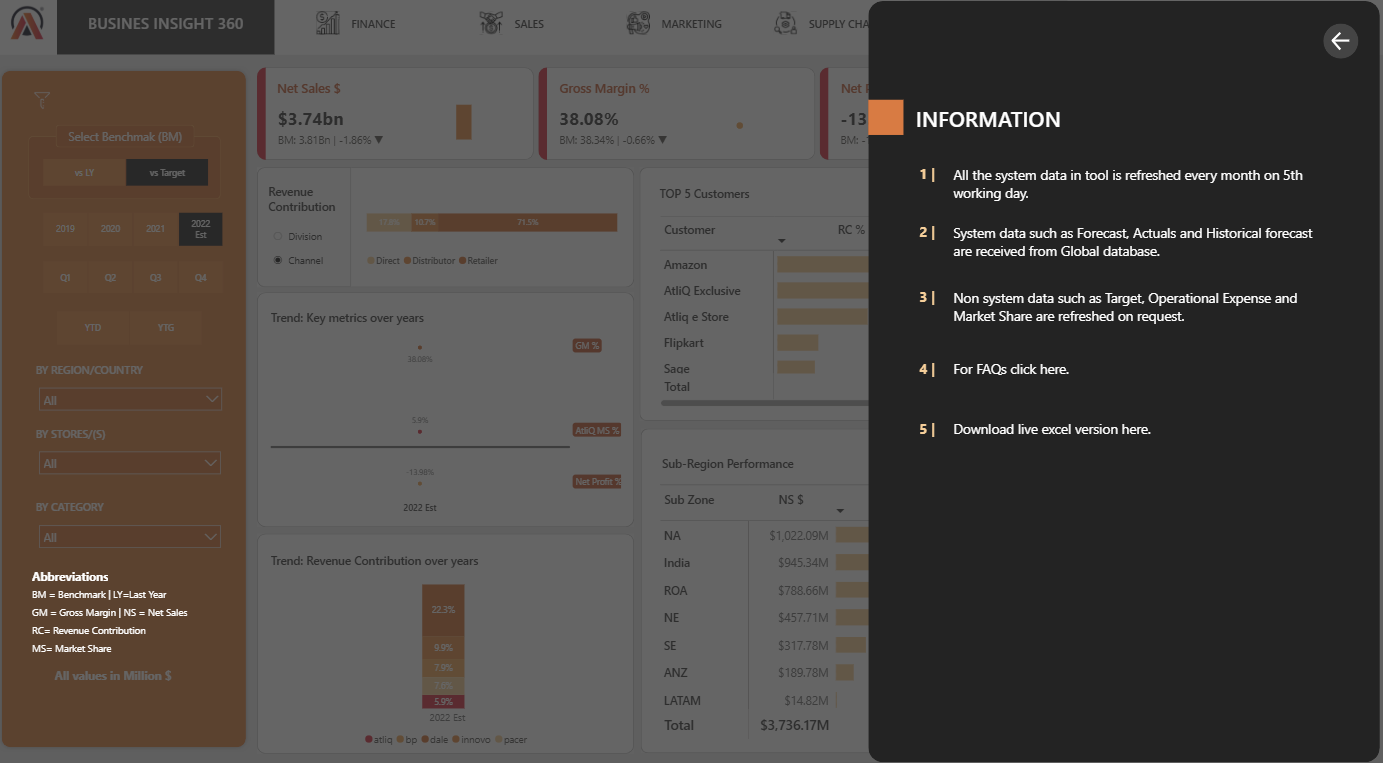 BUSINES INSIGHT 360
FINANCE
SALES
MARKETING
SUPPLY CHA
Select Benchmak (BM)
vs LY
vs Target
2019
2020
2021
2022
Est
Q1
Q2
Q3
Q4
YTD
YTG
BY REGION/COUNTRY
All
BY STORES/(S)
All
BY CATEGORY
All
Abbreviations
BM = Benchmark | LY=Last Year
GM = Gross Margin | NS = Net Sales
RC= Revenue Contribution
MS= Market Share
All values in Million $
Net Sales $
$3.74bn
BM: 3.81Bn | -1.86% ▼
Gross Margin %
38.08%
BM: 38.34% | -0.66% ▼
Net P
-13
BM: -
Revenue
Contribution
Division
Channel
10.7%
71.5%
Direct
Distributor
Retailer
Trend: Key metrics over years
38.08%
GM %
5.9%
AtliQ MS %
-13.98%
Net Profit %
2022 Est
Trend: Revenue Contribution over years
22.3%
9.9%
7.9%
5.9%
2022 Est
atliq
bp
dale
innovo
pacer
TOP 5 Customers
Customer
RC %
Amazon
AtliQ Exclusive
Atliq e Store
Flipkart
Sage
Total
Sub-Region Performance
Sub Zone
NS $
NA
$1,022.09M
India
$945.34M
ROA
$788.66M
NE
$457.71M
SE
$317.78M
ANZ
$189.78M
LATAM
$14.82M
Total
$3,736.17M
INFORMATION
1 | All the system data in tool is refreshed every month on 5th
working day.
2 | System data such as Forecast, Actuals and Historical forecast
are received from Global database.
3 | Non system data such as Target, Operational Expense and
Market Share are refreshed on request.
4 | For FAQs click here.
5 | Download live excel version here.